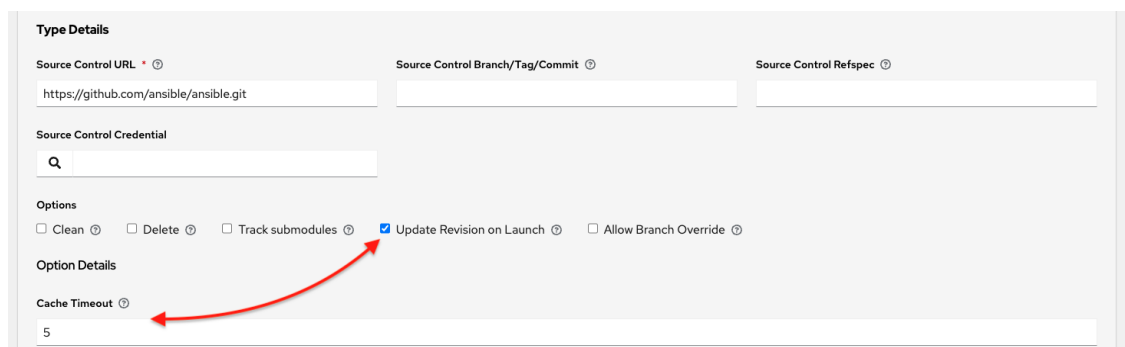 Type Details
Source Control URL * Source Control Branch/Tag/Commit Source Control Refspec
https://github.com/ansible/ansible.git
Source Control Credential
Options
Clean Delete Track submodules Update Revision on Launch Allow Branch Override
Option Details
Cache Timeout
5